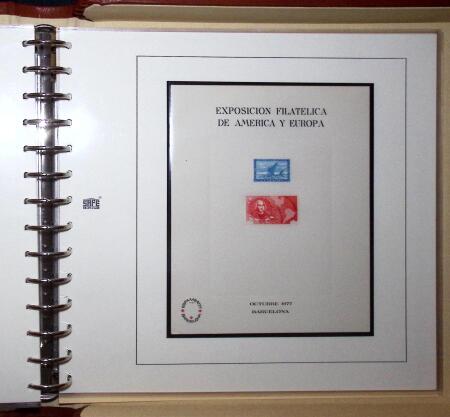 EXPOSICION FILATELICA
DE AMERICA Y EUROPA
SAFE
OCTUBRE 1977
BARCELONA